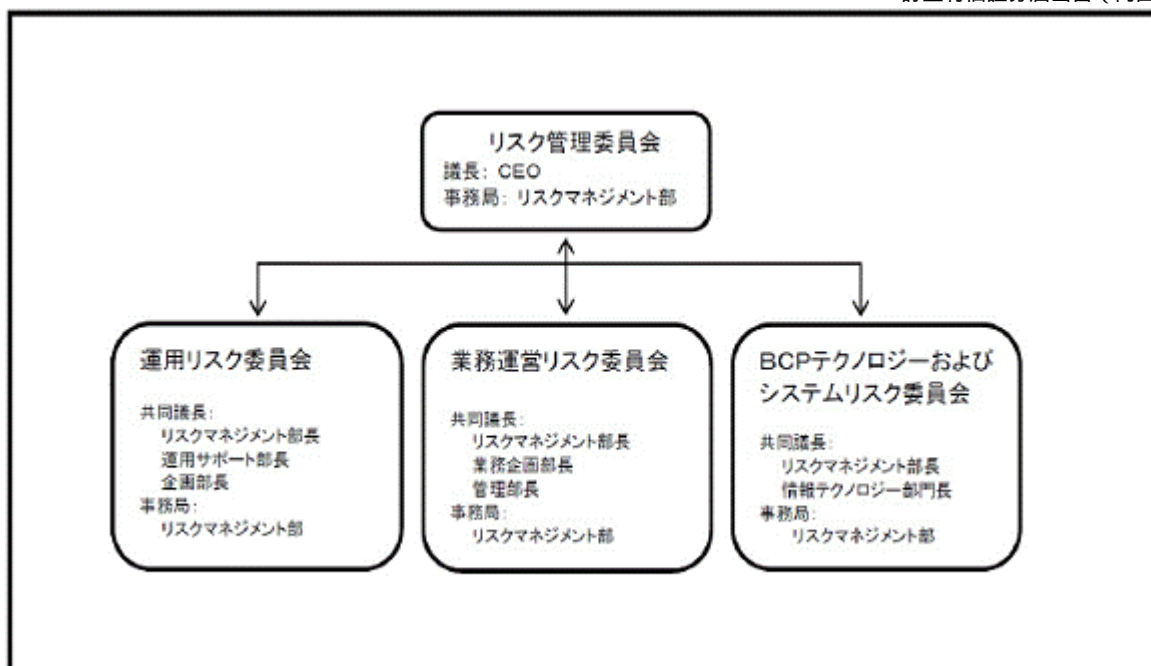 リスク管理委員会
議長: CEO
事務局: リスクマネジメント部
運用リスク委員会
共同議長:
リスクマネジメント部長
運用サポート部長
企画部長
事務局:
リスクマネジメント部
業務運営リスク委員会
共同議長:
リスクマネジメント部長
業務企画部長
管理部長
事務局:
リスクマネジメント部
BCPテクノロジーおよび
システムリスク委員会
共同議長:
リスクマネジメント部長
情報テクノロジー部門長
事務局:
リスクマネジメント部